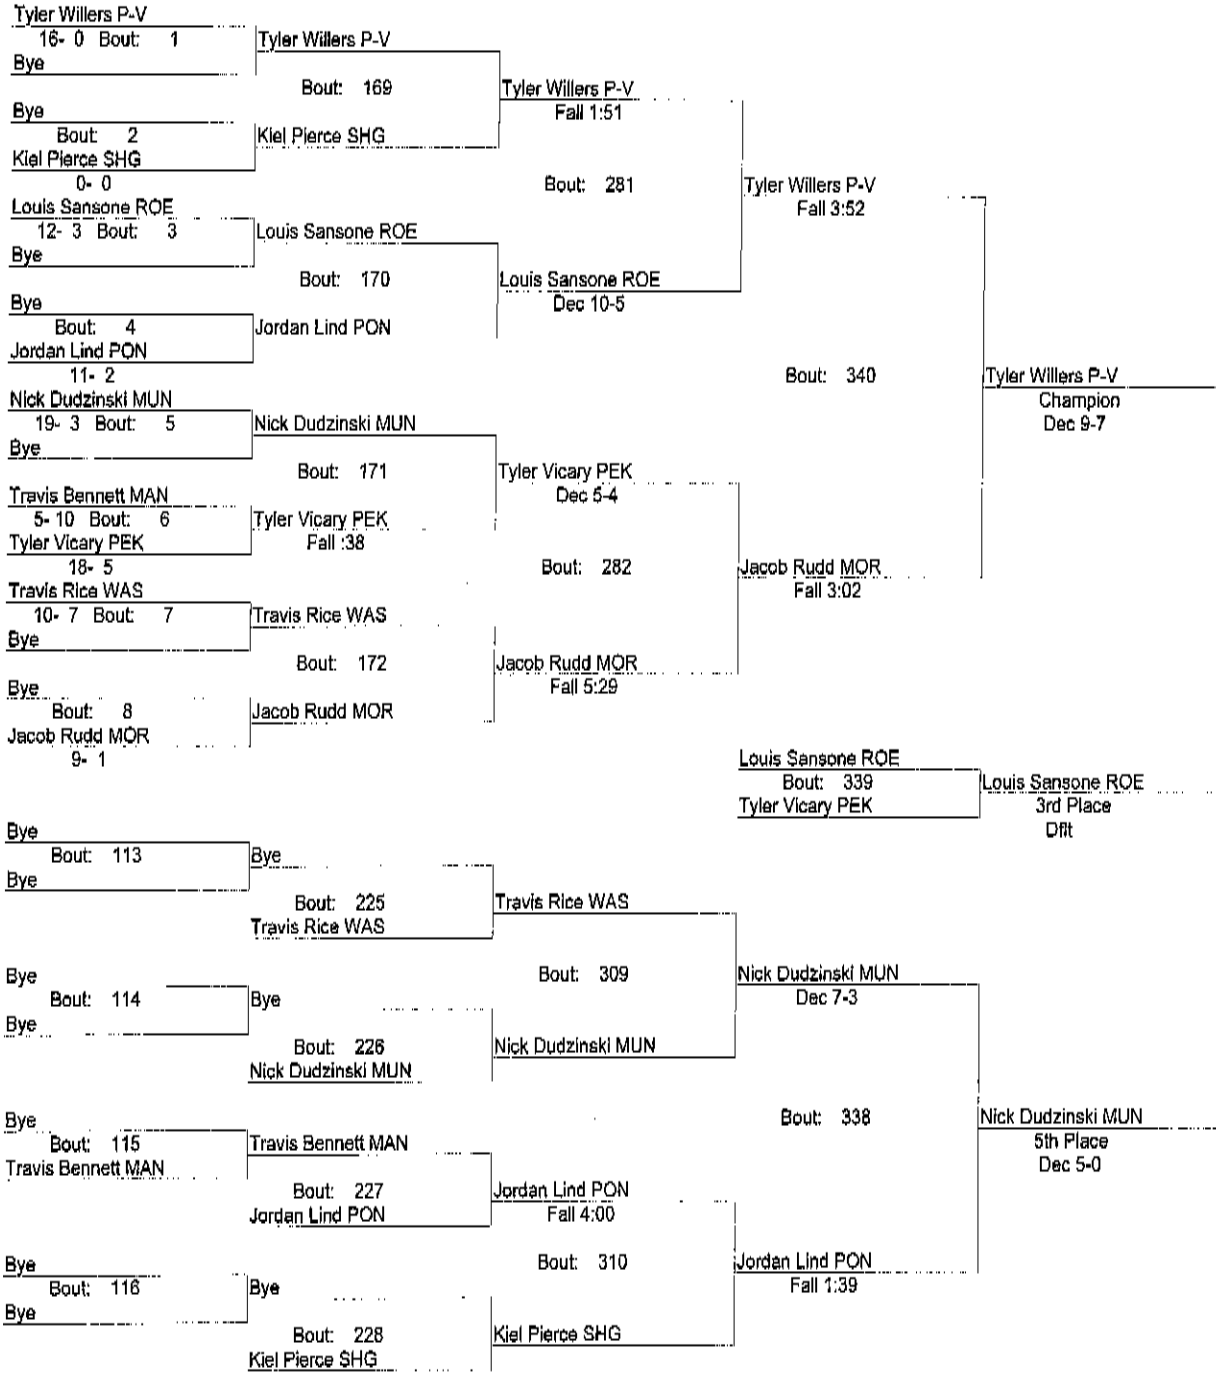 Tyler Willers P-V
16- 0 Bout: 1
Bye
Tyler Willers P-V
Bout: 169
Bye
Bout: 2
Kiel Pierce SHG
0- 0
Kiel Pierce SHG
Tyler Willers P-V
Fall 1:51
Bout: 281
Louis Sansone ROE
12- 3 Bout: 3
Bye
Louis Sansone ROE
Bout: 170
Bye
Bout: 4
Jordan Lind PON
11- 2
Jordan Lind PON
Louis Sansone ROE
Dec 10-5
Tyler Willers P-V
Fall 3:52
Bout: 340
Nick Dudzinski MUN
19- 3 Bout: 5
Bye
Nick Dudzinski MUN
Bout: 171
Travis Bennett MAN
5- 10 Bout: 6
Tyler Vicary PEK
18- 5
Tyler Vicary PEK
Fall :38
Tyler Vicary PEK
Dec 5-4
Bout: 282
Travis Rice WAS
10- 7 Bout: 7
Bye
Travis Rice WAS
Bout: 172
Bye
Bout: 8
Jacob Rudd MOR
9- 1
Jacob Rudd MOR
Jacob Rudd MOR
Fall 5:29
Jacob Rudd MOR
Fall 3:02
Tyler Willers P-V
Champion
Dec 9-7
Louis Sansone ROE
Bout: 339
Tyler Vicary PEK
Louis Sansone ROE
3rd Place
Dflt
Bye
Bout: 113
Bye
Bye
Bout: 225
Travis Rice WAS
Travis Rice WAS
Bout: 309
Bye
Bout: 114
Bye
Bye
Bout: 226
Nick Dudzinski MUN
Nick Dudzinski MUN
Nick Dudzinski MUN
Dec 7-3
Bout: 338
Bye
Bout: 115
Travis Bennett MAN
Travis Bennett MAN
Bout: 227
Jordan Lind PON
Jordan Lind PON
Fall 4:00
Bout: 310
Bye
Bout: 116
Bye
Bye
Bout: 228
Kiel Pierce SHG
Kiel Pierce SHG
Jordan Lind PON
Fall 1:39
Nick Dudzinski MUN
5th Place
Dec 5-0